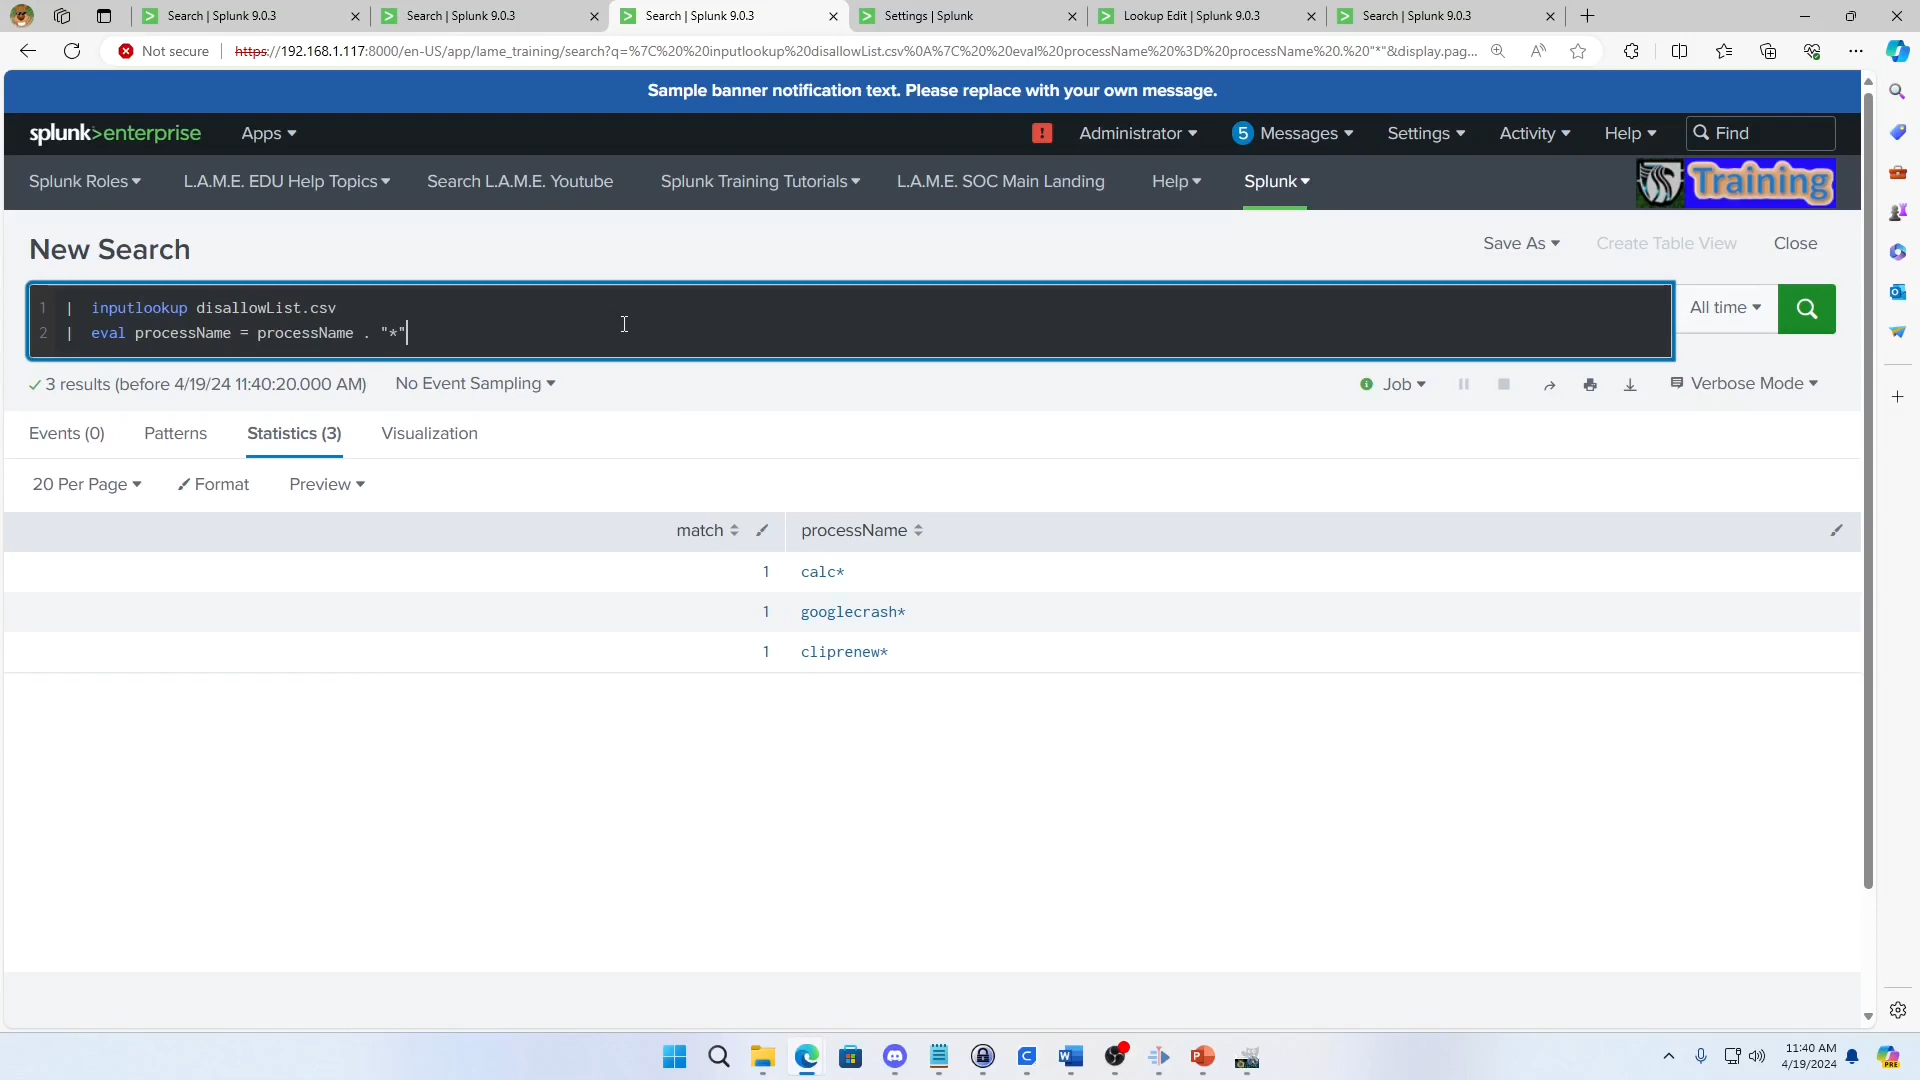 Search | Splunk 9.0.3
Search | Splunk 9.0.3
Search | Splunk 9.0.3
Settings | Splunk
Lookup Edit | Splunk 9.0.3
Search | Splunk 9.0.3
Not secure
https://192.168.1.117:8000/en-US/app/lame_training/search?q=%7C%20%20inputlookup%20disallowList.csv%0A%7C%20%20eval%20processName%20%3D%20processName%20.%20"*"&display.pag...
Sample banner notification text. Please replace with your own message.
splunk>enterprise
Apps
!
Administrator
5 Messages
Settings
Activity
Help
Find
Splunk Roles
L.A.M.E. EDU Help Topics
Search L.A.M.E. Youtube
Splunk Training Tutorials
L.A.M.E. SOC Main Landing
Help
Splunk
Training
New Search
Save As
Create Table View
Close
1 | inputlookup disallowList.csv
2 | eval processName = processName . "*"
All time
3 results (before 4/19/24 11:40:20.000 AM)
No Event Sampling
Job
Verbose Mode
Events (0)
Patterns
Statistics (3)
Visualization
20 Per Page
Format
Preview
match
processName
1 calc*
1 googlecrash*
1 cliprenew*
11:40 AM
4/19/2024
PRE